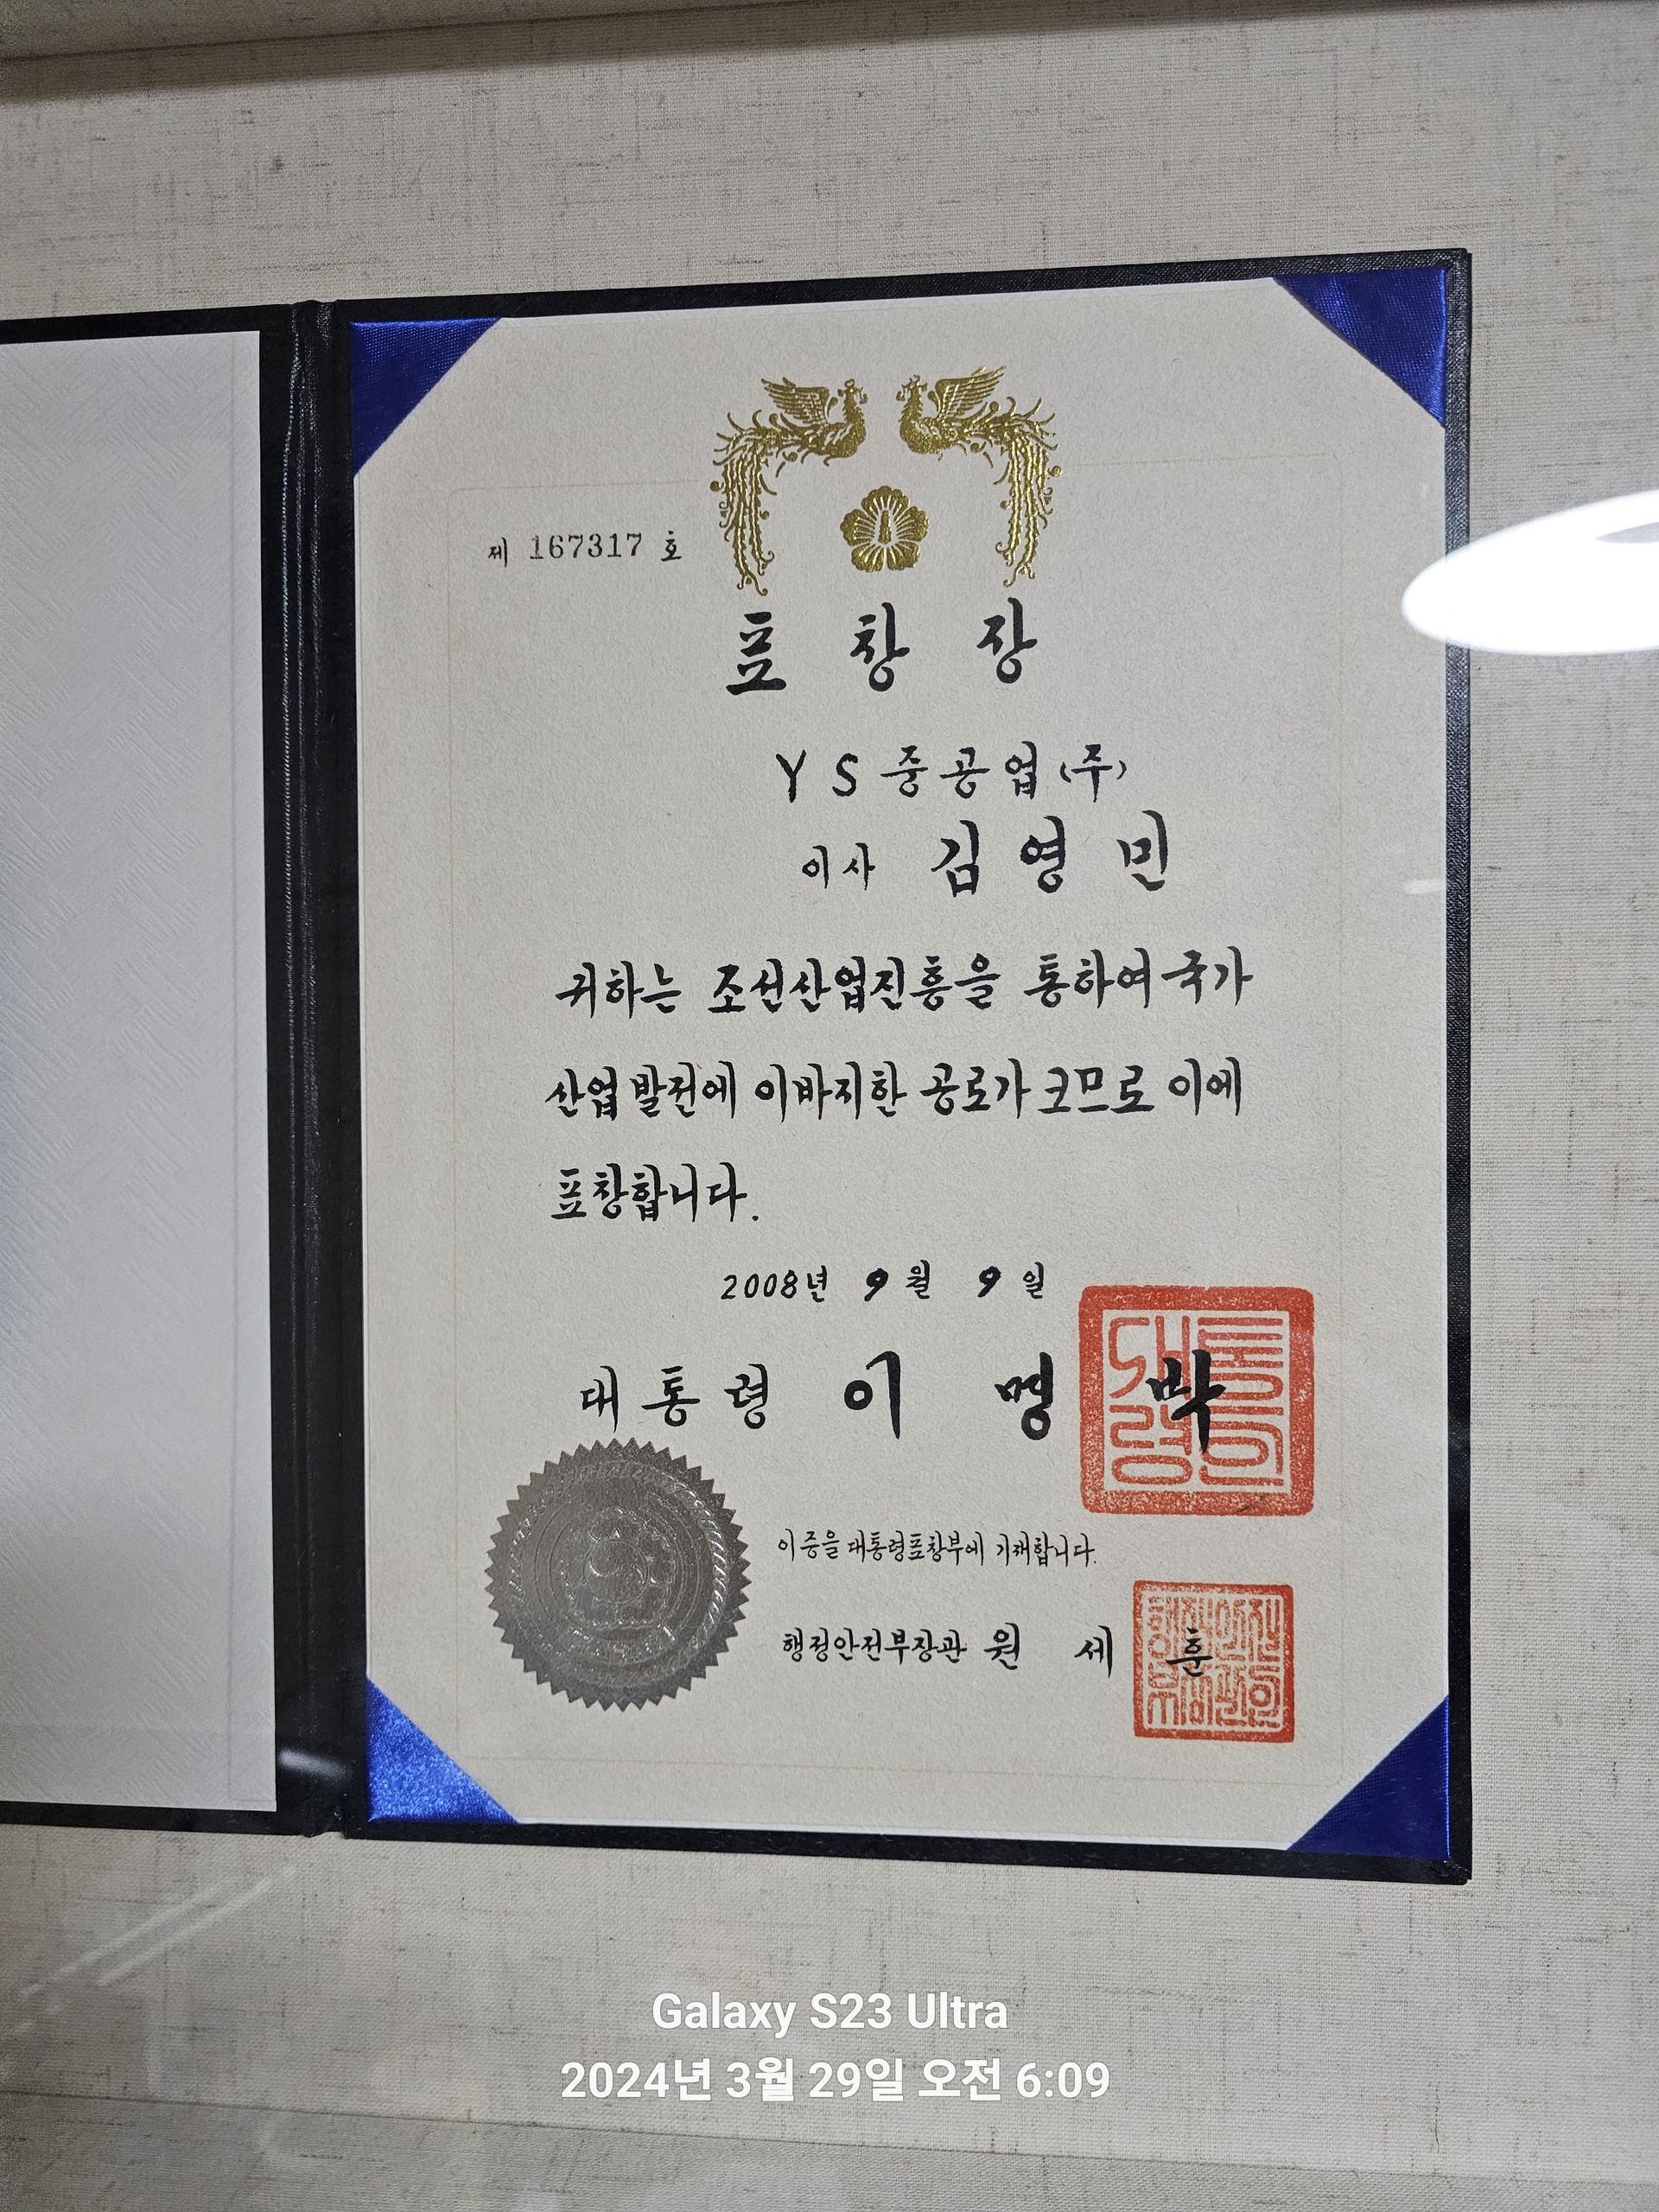 제 167317 호
표 창 장
Y S 중 공 업 (주)
이사 김 영 민
귀하는 조선산업진흥을 통하여 국가
산업발전에 이바지한 공로가 크므로 이에
표창합니다.
2008년 9월 9일
대 통 령 이 명 박
대통령의인
이 증을 대통령표창부에 기재합니다.
행정안전부장관 원 세 훈
Galaxy S23 Ultra
2024년 3월 29일 오전 6:09